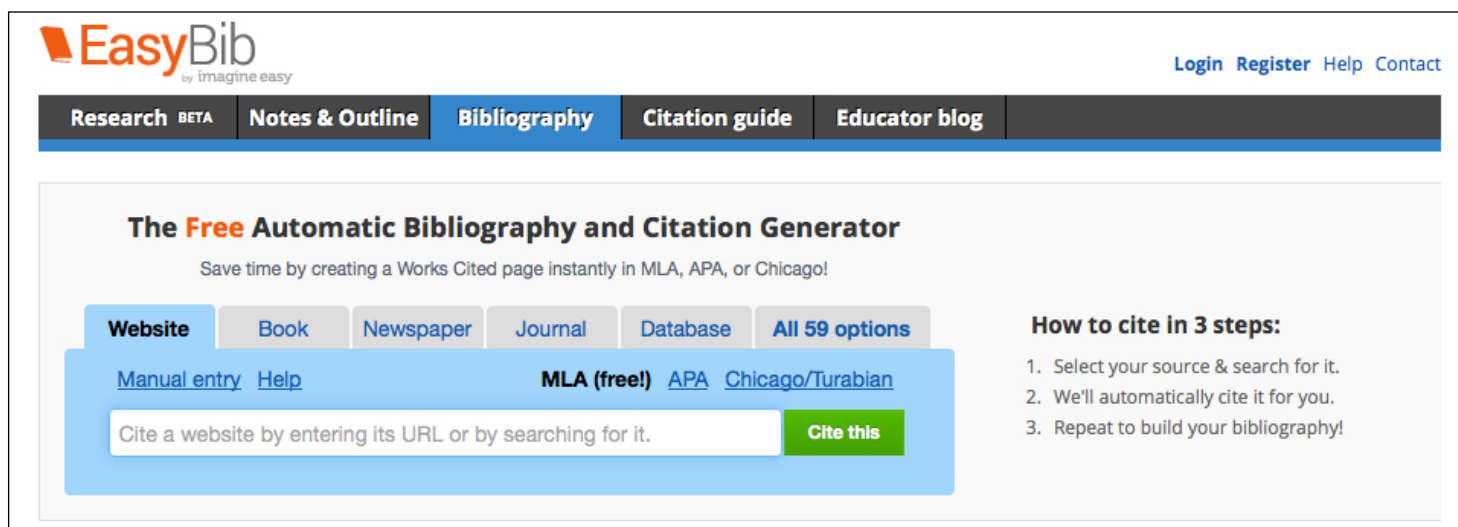 EasyBib
by imagine easy
Login Register Help Contact
Research BETA Notes & Outline Bibliography Citation guide Educator blog
The Free Automatic Bibliography and Citation Generator
Save time by creating a Works Cited page instantly in MLA, APA, or Chicago!
Website Book Newspaper Journal Database All 59 options
Manual entry Help MLA (free!) APA Chicago/Turabian
Cite a website by entering its URL or by searching for it. Cite this
How to cite in 3 steps:
1. Select your source & search for it.
2. We'll automatically cite it for you.
3. Repeat to build your bibliography!